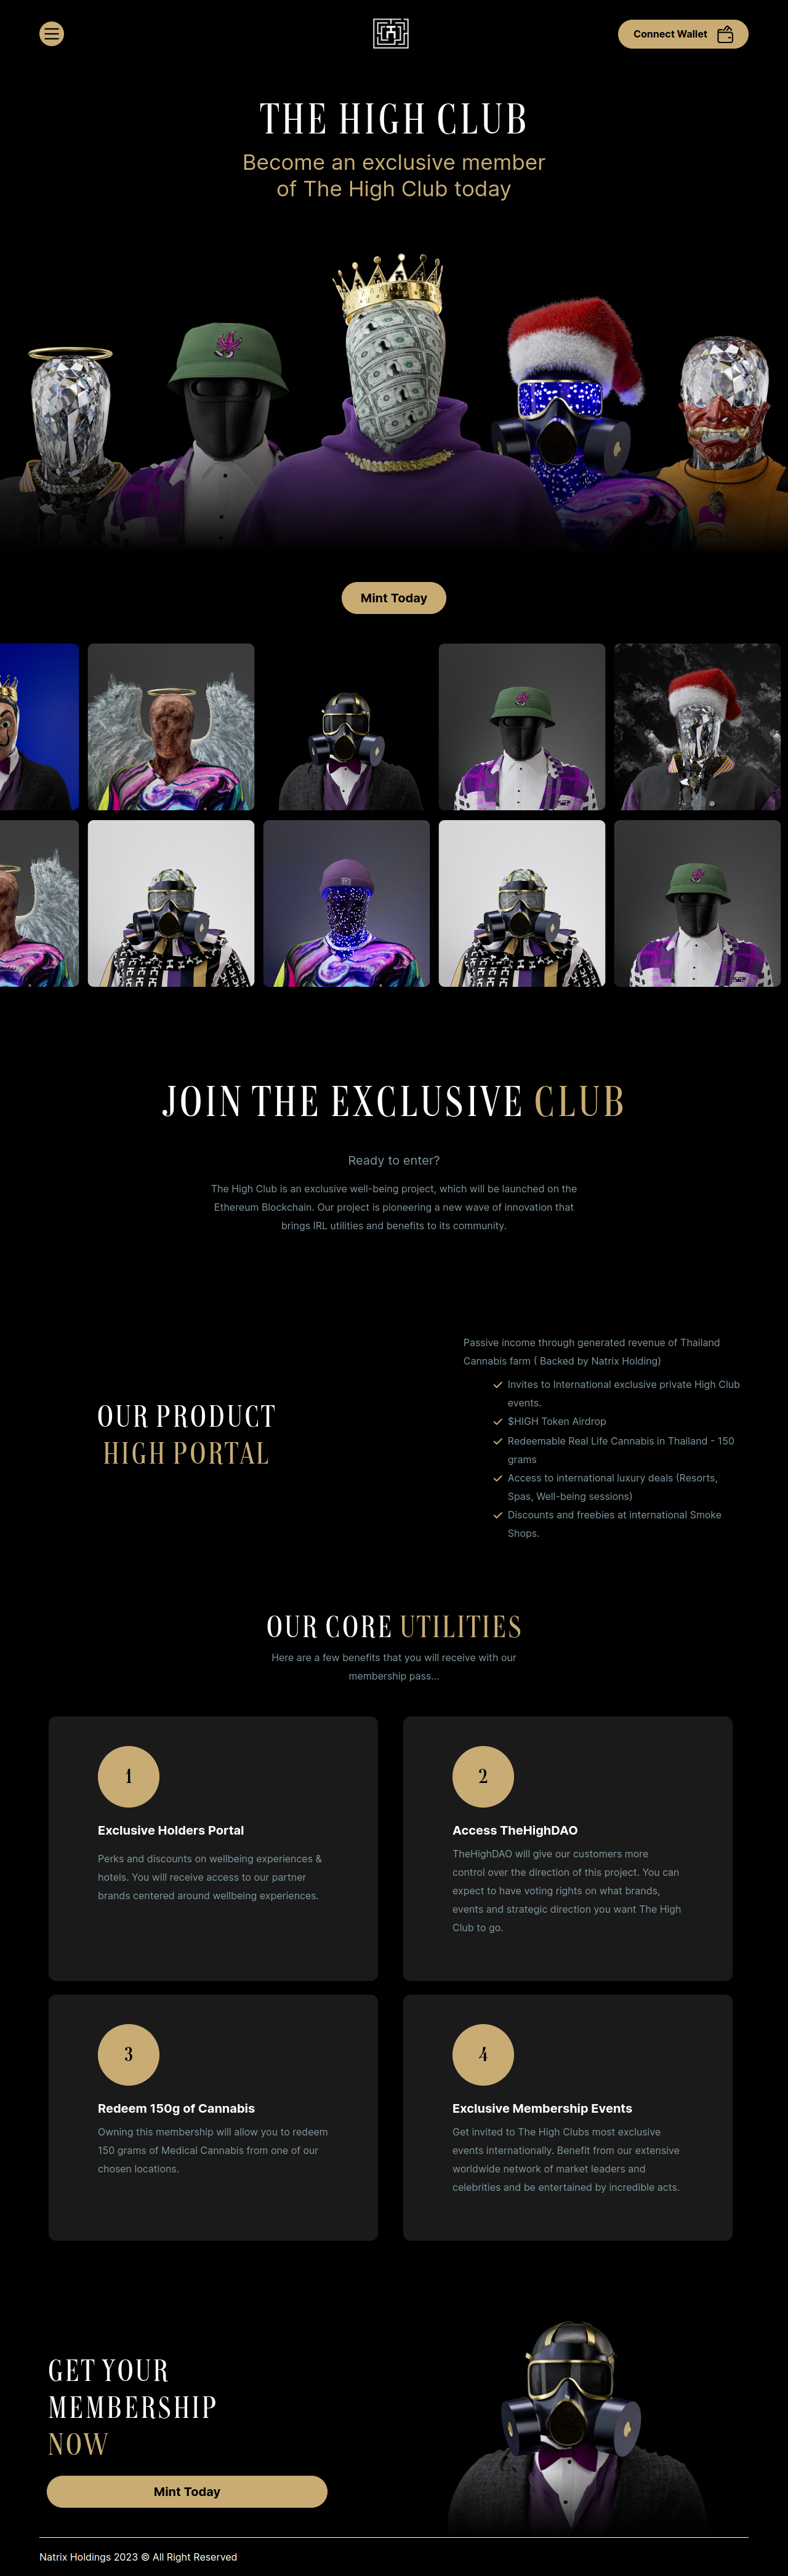 Connect Wallet
THE HIGH CLUB
Become an exclusive member
of The High Club today
Mint Today
JOIN THE EXCLUSIVE CLUB
Ready to enter?
The High Club is an exclusive well-being project, which will be launched on the
Ethereum Blockchain. Our project is pioneering a new wave of innovation that
brings IRL utilities and benefits to its community.
OUR PRODUCT
HIGH PORTAL
Passive income through generated revenue of Thailand
Cannabis farm ( Backed by Natrix Holding)
Invites to International exclusive private High Club
events.
$HIGH Token Airdrop
Redeemable Real Life Cannabis in Thailand - 150
grams
Access to international luxury deals (Resorts,
Spas, Well-being sessions)
Discounts and freebies at international Smoke
Shops.
OUR CORE UTILITIES
Here are a few benefits that you will receive with our
membership pass...
1
Exclusive Holders Portal
Perks and discounts on wellbeing experiences &
hotels. You will receive access to our partner
brands centered around wellbeing experiences.
2
Access TheHighDAO
TheHighDAO will give our customers more
control over the direction of this project. You can
expect to have voting rights on what brands,
events and strategic direction you want The High
Club to go.
3
Redeem 150g of Cannabis
Owning this membership will allow you to redeem
150 grams of Medical Cannabis from one of our
chosen locations.
4
Exclusive Membership Events
Get invited to The High Clubs most exclusive
events internationally. Benefit from our extensive
worldwide network of market leaders and
celebrities and be entertained by incredible acts.
GET YOUR
MEMBERSHIP
NOW
Mint Today
Natrix Holdings 2023 © All Right Reserved